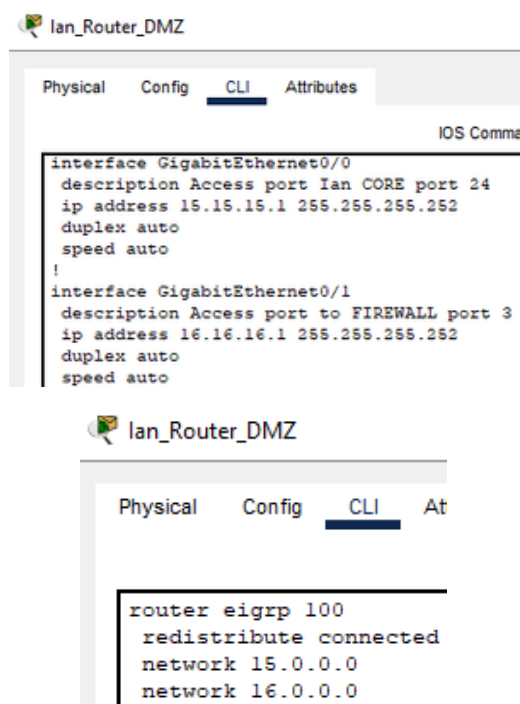 Ian_Router_DMZ
Physical Config CLI Attributes
IOS Comma
interface GigabitEthernet0/0
description Access port Ian CORE port 24
ip address 15.15.15.1 255.255.255.252
duplex auto
speed auto
!
interface GigabitEthernet0/1
description Access port to FIREWALL port 3
ip address 16.16.16.1 255.255.255.252
duplex auto
speed auto
Ian_Router_DMZ
Physical Config CLI At
router eigrp 100
redistribute connected
network 15.0.0.0
network 16.0.0.0